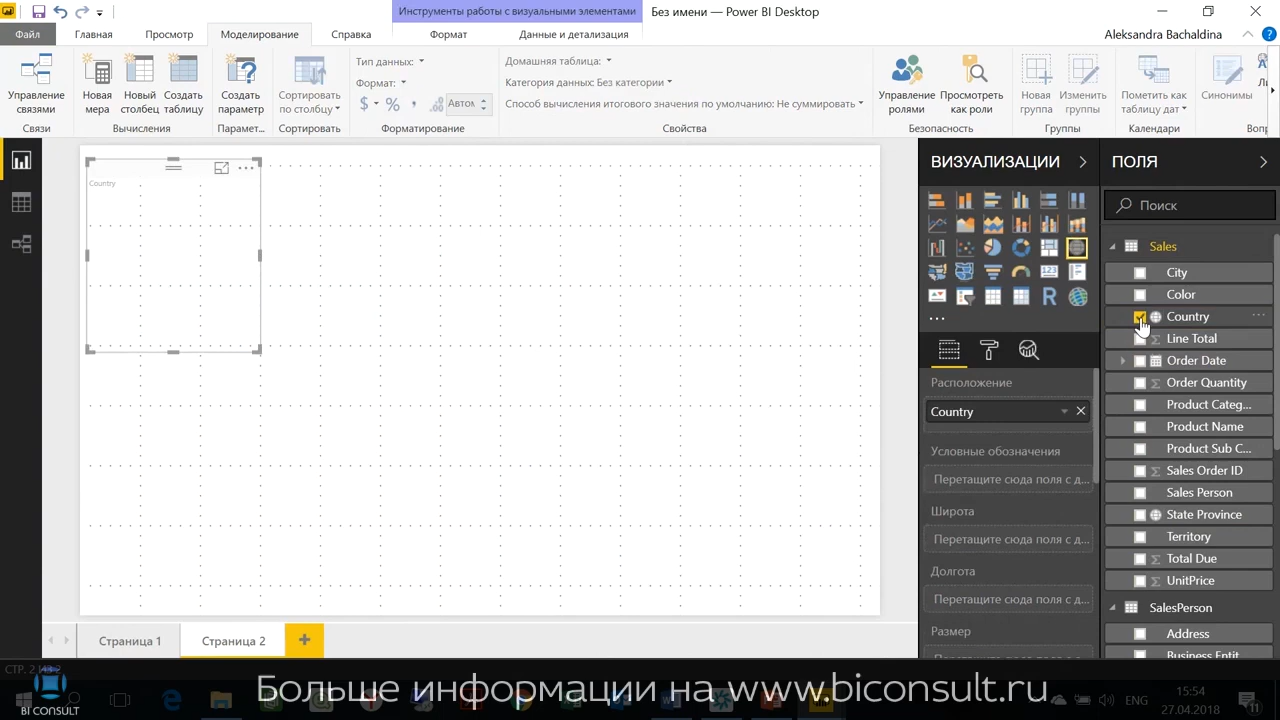 Инструменты работы с визуальными элементами
Без имени — Power BI Desktop
Файл
Главная
Просмотр
Моделирование
Справка
Формат
Данные и детализация
Aleksandra Bachaldina
Управление связями
Связи
Новая мера
Новый столбец
Создать таблицу
Вычисления
Создать параметр
Парамет...
Сортировать по столбцу
Сортировать
Тип данных:
Формат:
$ %
Форматирование
Домашняя таблица:
Категория данных: Без категории
Способ вычисления итогового значения по умолчанию: Не суммировать
Свойства
Управление ролями
Просмотреть как роли
Безопасность
Новая группа
Изменить группы
Группы
Пометить как таблицу дат
Календари
Синонимы
Country
ВИЗУАЛИЗАЦИИ
Расположение
Country
Условные обозначения
Перетащите сюда поля с д...
Широта
Перетащите сюда поля с д...
Долгота
Перетащите сюда поля с д...
Размер
ПОЛЯ
Поиск
Sales
City
Color
Country
Line Total
Order Date
Order Quantity
Product Categ...
Product Name
Product Sub C...
Sales Order ID
Sales Person
State Province
Territory
Total Due
UnitPrice
SalesPerson
Address
Business Entit
Страница 1
Страница 2
BI CONSULT
Больше информации на www.biconsult.ru
ENG
15:54
27.04.2018